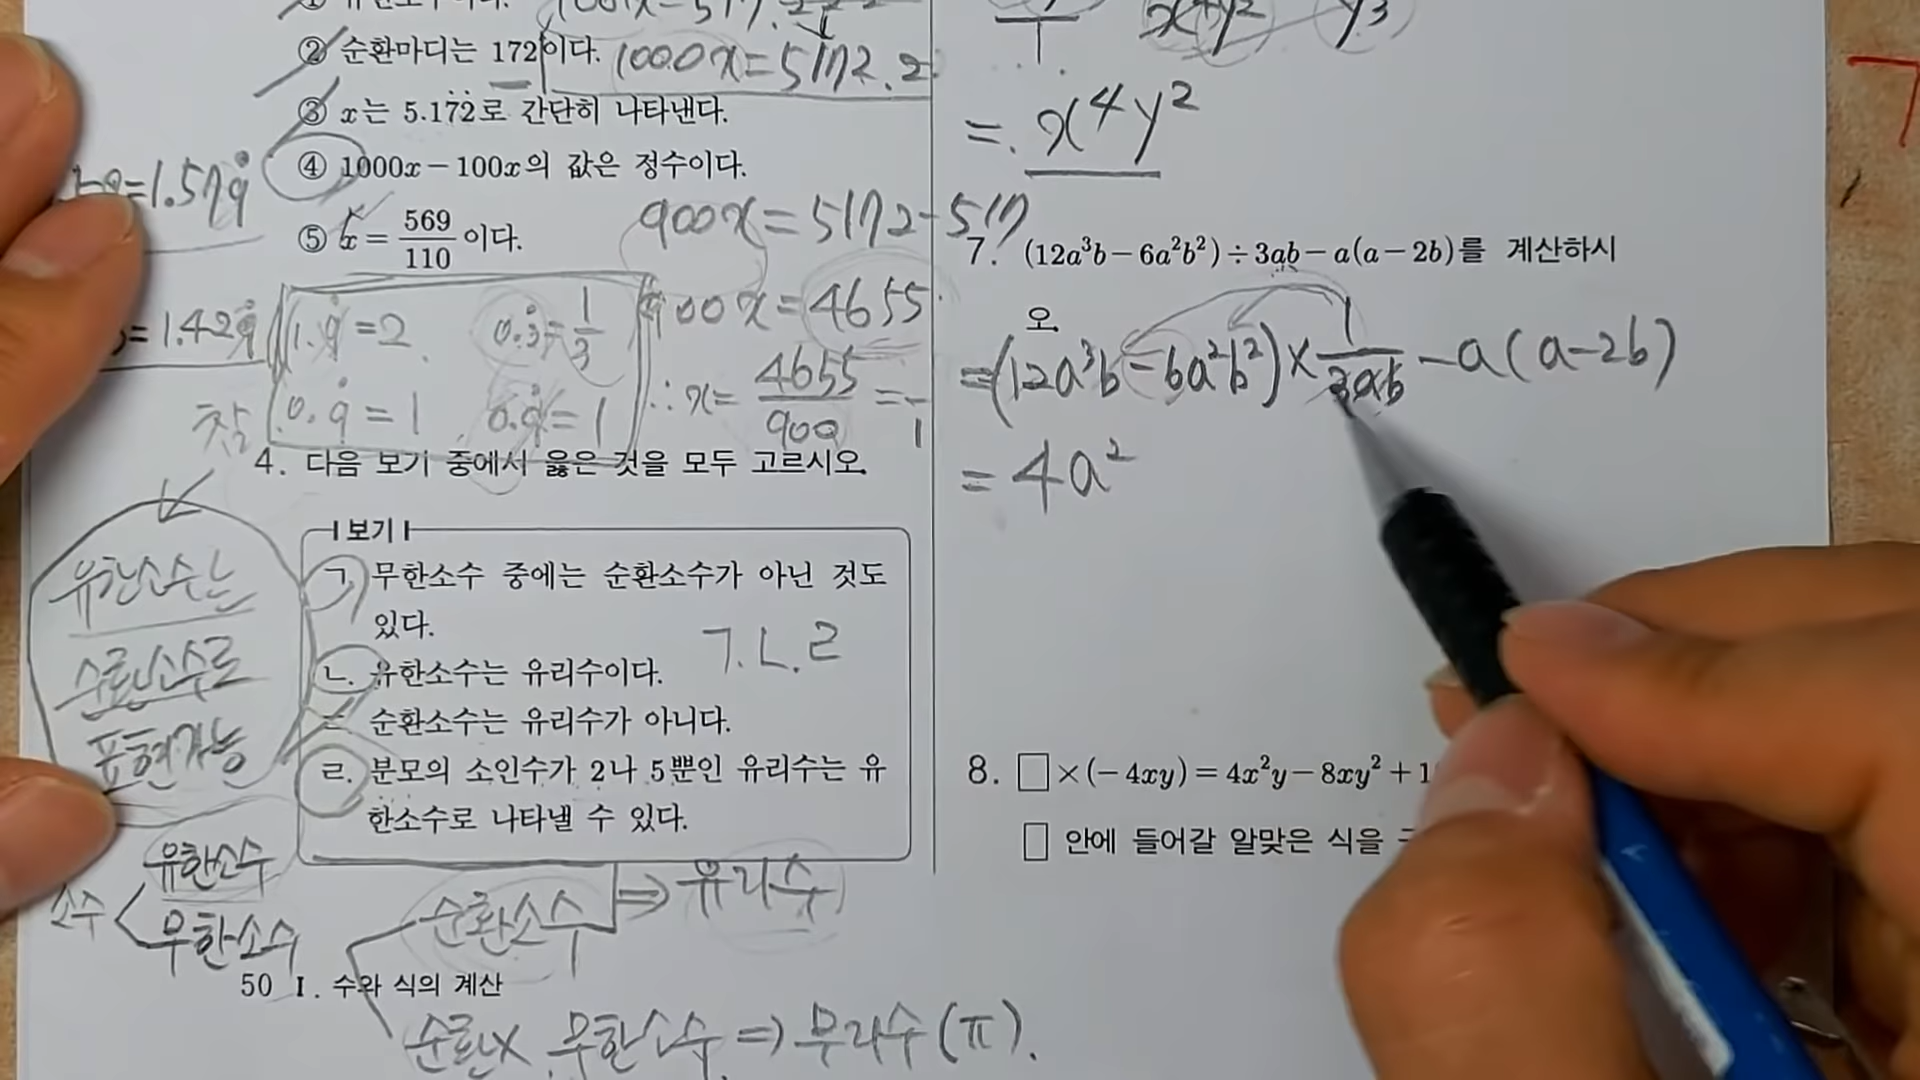 ② 순환마디는 172이다.
1000x=5172.2
③ x는 5.172로 간단히 나타낸다.
④ 1000x－100x의 값은 정수이다.
=1.579̇
⑤ x = 569/110 이다.
900x=5172-517
1.9̇=2 0.3̇=1/3
900x=4655
=1.429̇
0.9̇=1 0.9̇=1
∴x= 4655/900 =
4. 다음 보기 중에서 옳은 것을 모두 고르시오.
보기
ㄱ. 무한소수 중에는 순환소수가 아닌 것도
있다.
ㄱ.ㄴ.ㄹ
ㄴ. 유한소수는 유리수이다.
ㄷ. 순환소수는 유리수가 아니다.
ㄹ. 분모의 소인수가 2나 5뿐인 유리수는 유
한소수로 나타낼 수 있다.
유한소수는
표현가능
소수 < 유한소수
무한소수
순환소수 ⇒ 유리수
순환x 무한소수 ⇒ 무리수(π).
50 Ⅰ. 수와 식의 계산
= x⁴y²
7. (12a³b－6a²b²)÷3ab－a(a－2b)를 계산하시
오.
=(12a³b-6a²b²)× 1/3ab -a(a-2b)
= 4a²
8. □×(－4xy)＝4x²y－8xy²＋1
□ 안에 들어갈 알맞은 식을